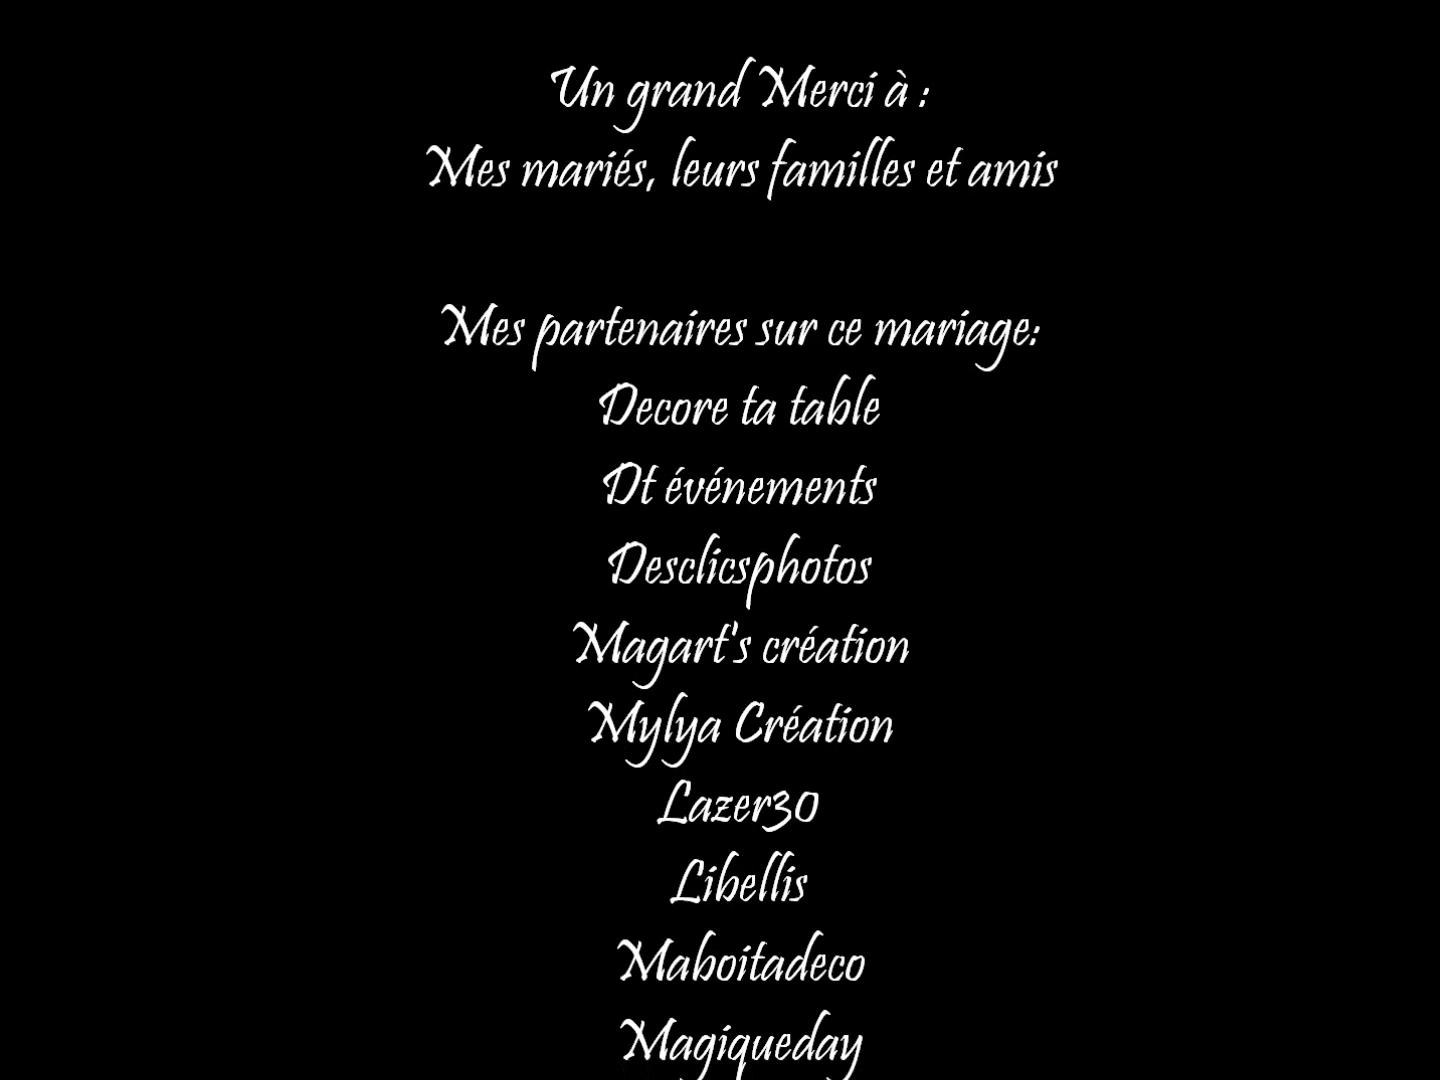 Un grand Merci à :
Mes mariés, leurs familles et amis
Mes partenaires sur ce mariage:
Decore ta table
Dt événements
Desclicsphotos
Magart's création
Mylya Création
Lazer30
Libellis
Maboitadeco
Magiqueday